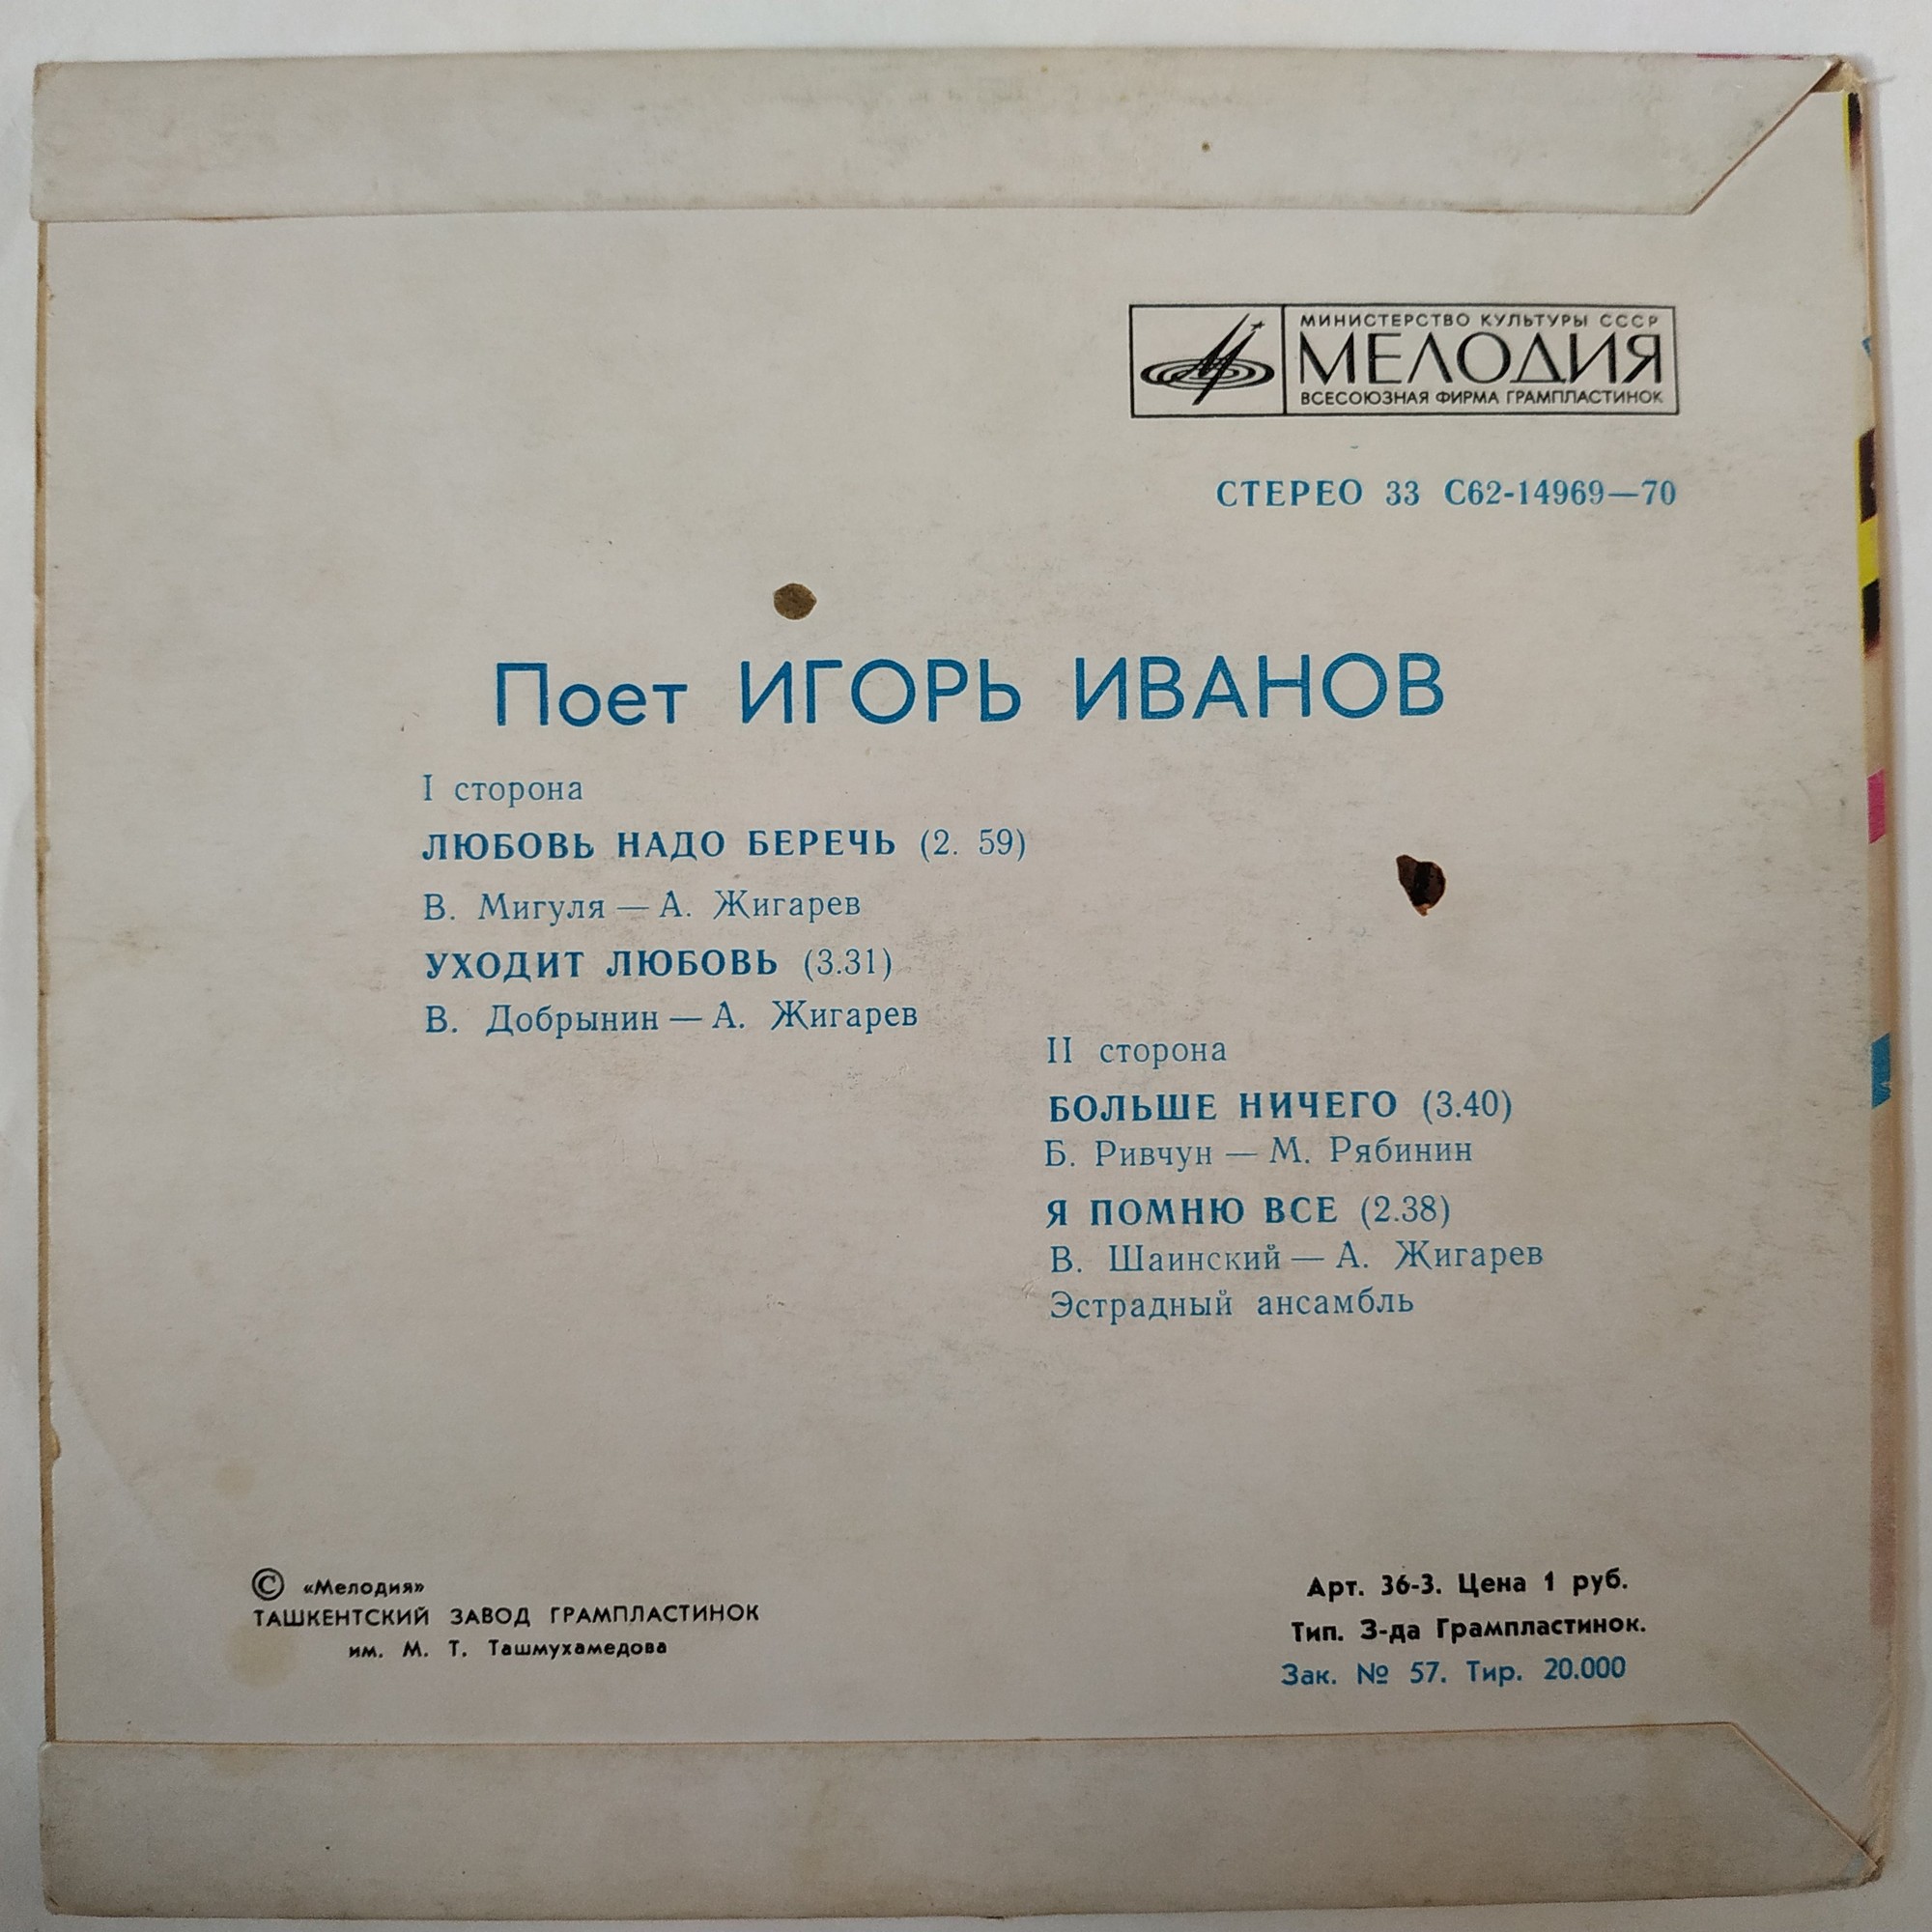 МИНИСТЕРСТВО КУЛЬТУРЫ СССР
МЕЛОДИЯ
ВСЕСОЮЗНАЯ ФИРМА ГРАМПЛАСТИНОК
СТЕРЕО 33 С62-14969—70
Поет ИГОРЬ ИВАНОВ
I сторона
ЛЮБОВЬ НАДО БЕРЕЧЬ (2. 59)
В. Мигуля — А. Жигарев
УХОДИТ ЛЮБОВЬ (3.31)
В. Добрынин — А. Жигарев
II сторона
БОЛЬШЕ НИЧЕГО (3.40)
Б. Ривчун — М. Рябинин
Я ПОМНЮ ВСЕ (2.38)
В. Шаинский — А. Жигарев
Эстрадный ансамбль
© «Мелодия»
ТАШКЕНТСКИЙ ЗАВОД ГРАМПЛАСТИНОК
им. М. Т. Ташмухамедова
Арт. 36-3. Цена 1 руб.
Тип. З-да Грампластинок.
Зак. № 57. Тир. 20.000